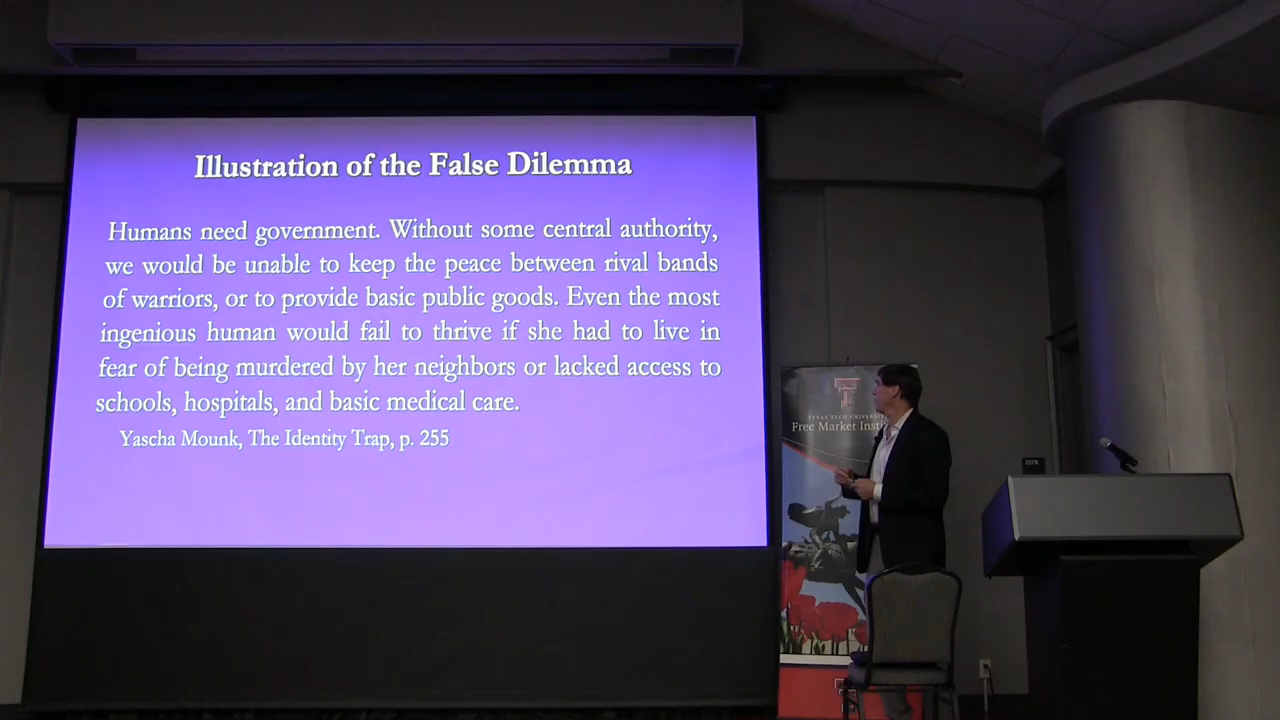 Illustration of the False Dilemma
Humans need government. Without some central authority,
we would be unable to keep the peace between rival bands
of warriors, or to provide basic public goods. Even the most
ingenious human would fail to thrive if she had to live in
fear of being murdered by her neighbors or lacked access to
schools, hospitals, and basic medical care.
Yascha Mounk, The Identity Trap, p. 255
TEXAS TECH UNIVERSITY
Free Market